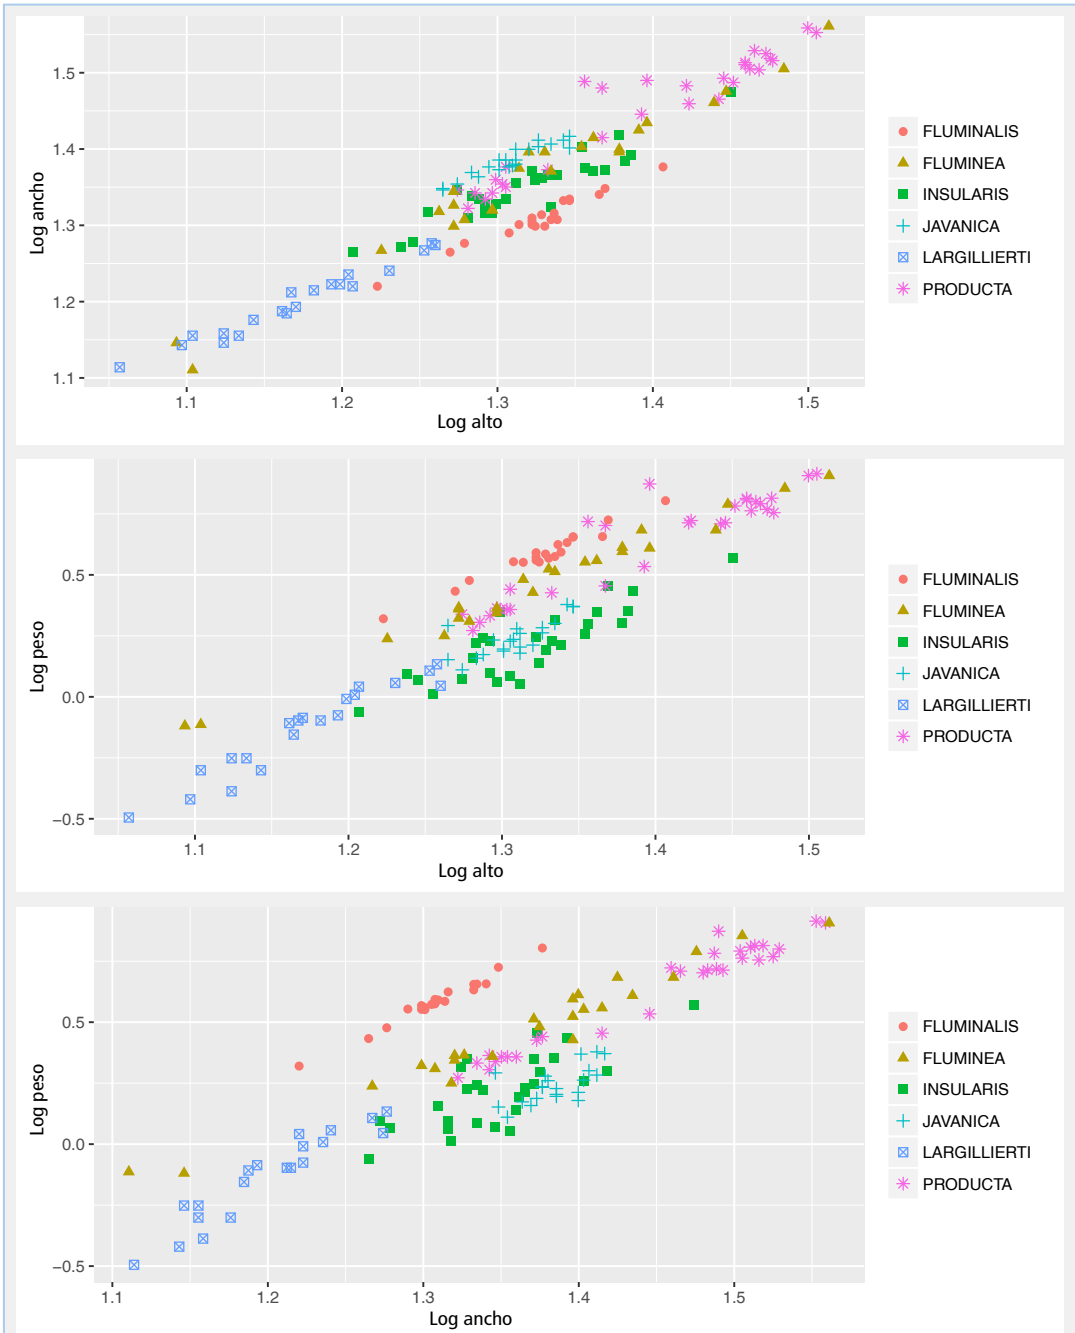 1.5
1.4
1.3
1.2
1.1
Log ancho
1.1 1.2 1.3 1.4 1.5
Log alto
FLUMINALIS
FLUMINEA
INSULARIS
JAVANICA
LARGILLIERTI
PRODUCTA
0.5
0.0
−0.5
Log peso
1.1 1.2 1.3 1.4 1.5
Log alto
FLUMINALIS
FLUMINEA
INSULARIS
JAVANICA
LARGILLIERTI
PRODUCTA
0.5
0.0
−0.5
Log peso
1.1 1.2 1.3 1.4 1.5
Log ancho
FLUMINALIS
FLUMINEA
INSULARIS
JAVANICA
LARGILLIERTI
PRODUCTA